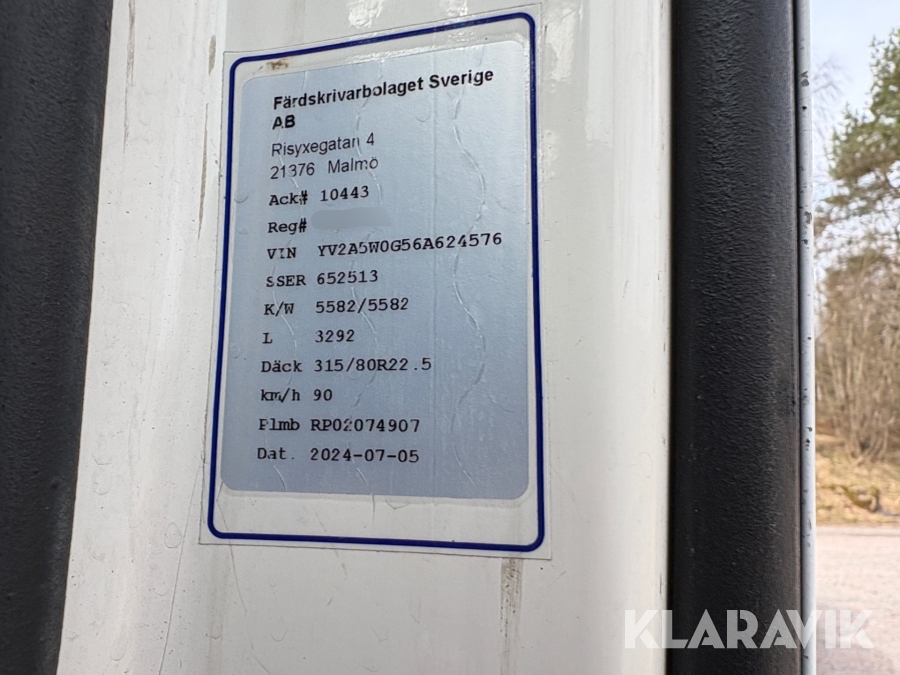 Färdskrivarbolaget Sverige
AB
Risyxegatan 4
21376 Malmö
Ack# 10443
Reg#
VIN YV2A5W0G56A624576
SSER 652513
K/W 5582/5582
L 3292
Däck 315/80R22.5
km/h 90
Plmb RP02074907
Dat. 2024-07-05
KLARAVIK